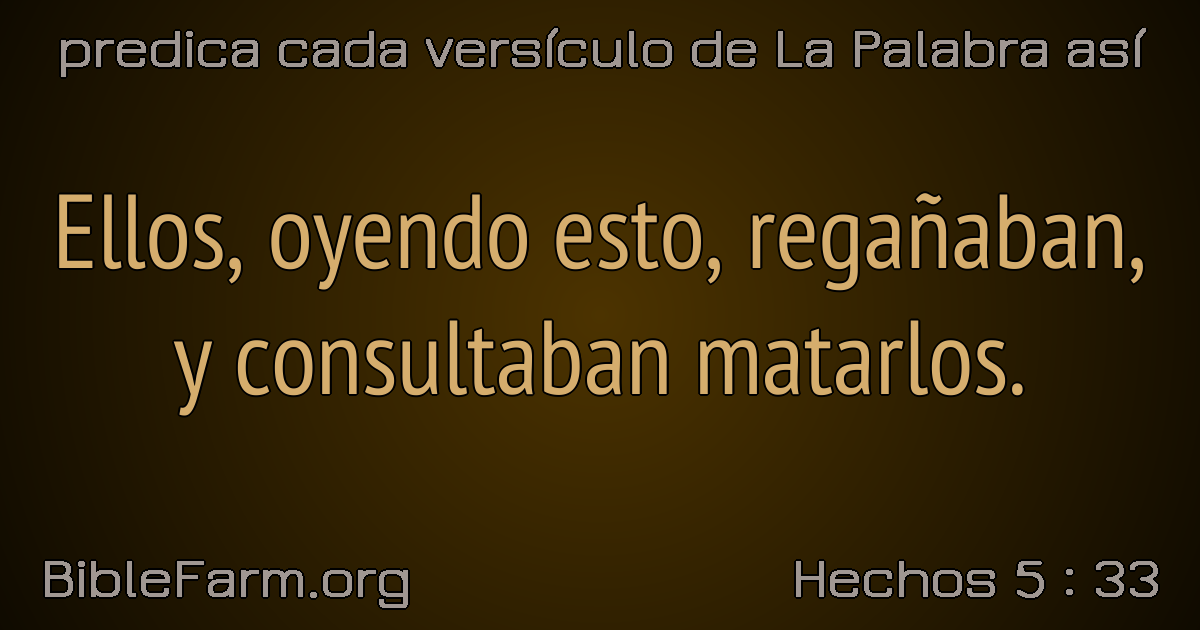 predica cada versículo de La Palabra así
Ellos, oyendo esto, regañaban,
y consultaban matarlos.
BibleFarm.org
Hechos 5 : 33